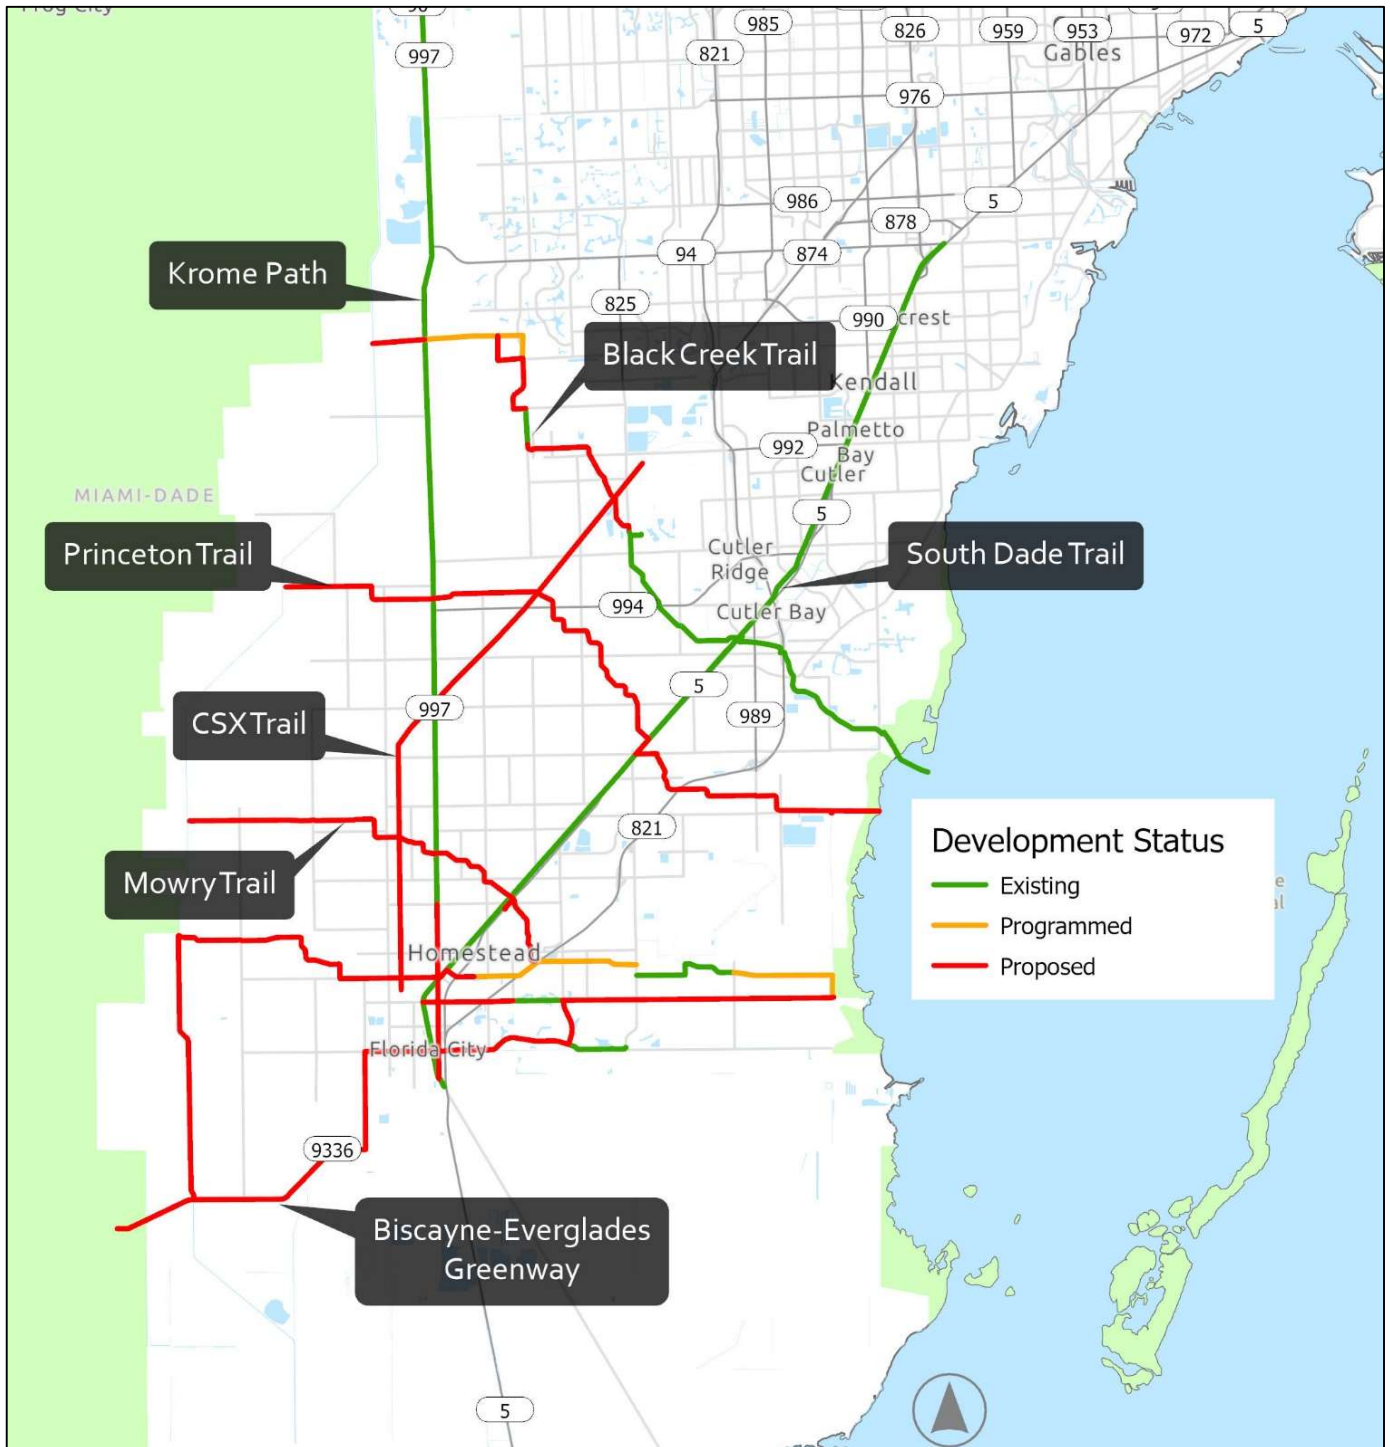 997
985
821
826
959
953
972
5
Gables
976
986
878
5
94
874
Krome Path
825
990
crest
Black Creek Trail
Kendall
Palmetto
Bay
992
Cutler
MIAMI-DADE
5
Princeton Trail
Cutler
Ridge
South Dade Trail
994
Cutler Bay
5
997
989
CSX Trail
821
Development Status
Existing
Programmed
Proposed
Mowry Trail
Homestead
Florida City
9336
Biscayne-Everglades
Greenway
5